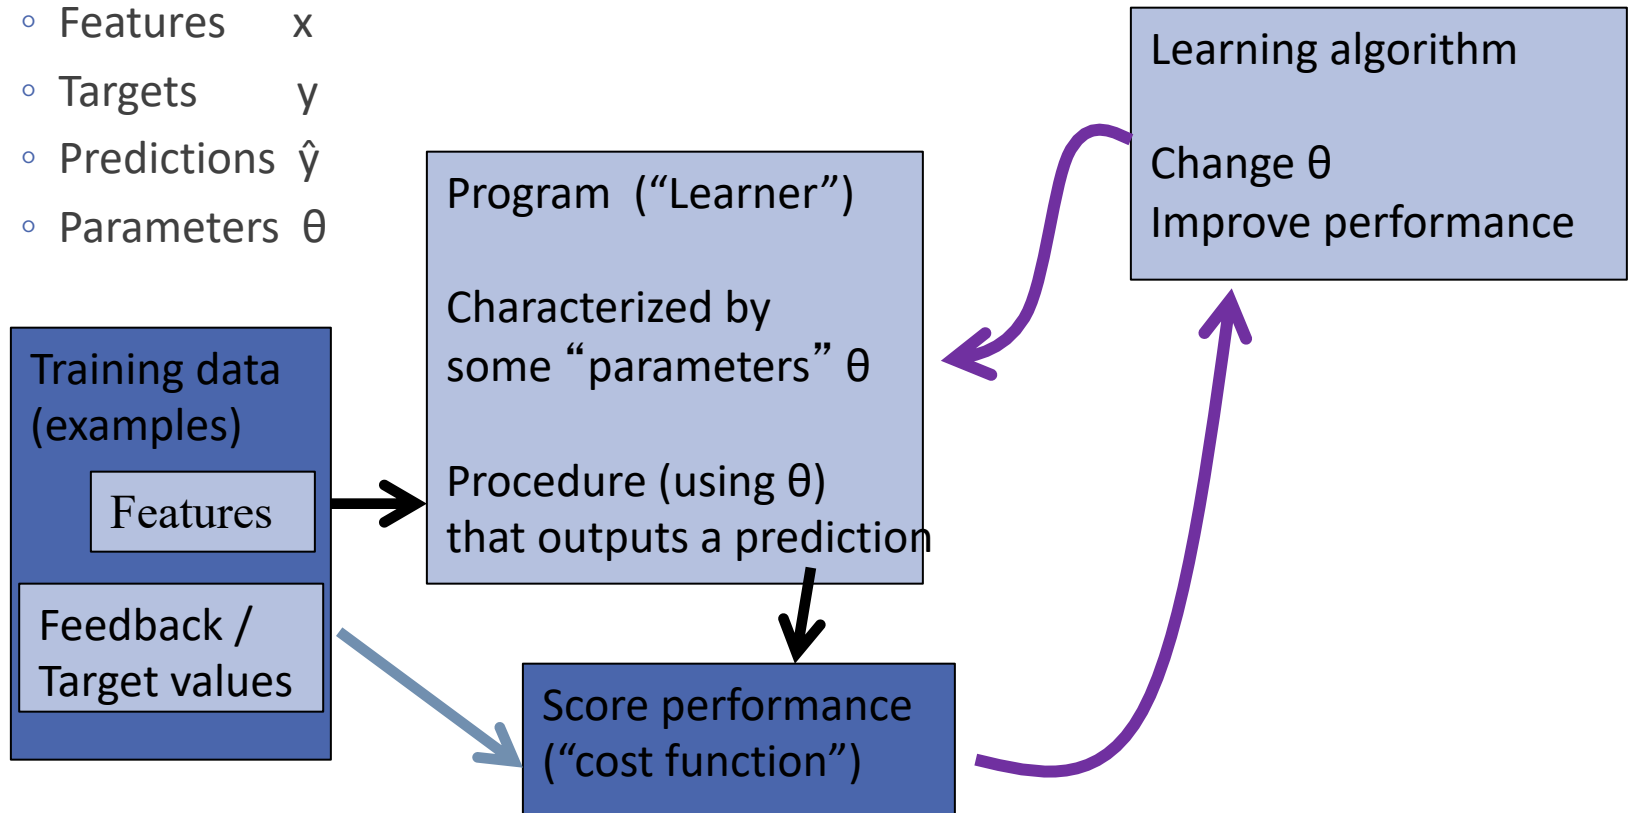 ◦ Features x
◦ Targets y
◦ Predictions ŷ
◦ Parameters θ
Training data
(examples)
Features
Feedback /
Target values
Program (“Learner”)
Characterized by
some “parameters” θ
Procedure (using θ)
that outputs a prediction
Score performance
(“cost function”)
Learning algorithm
Change θ
Improve performance